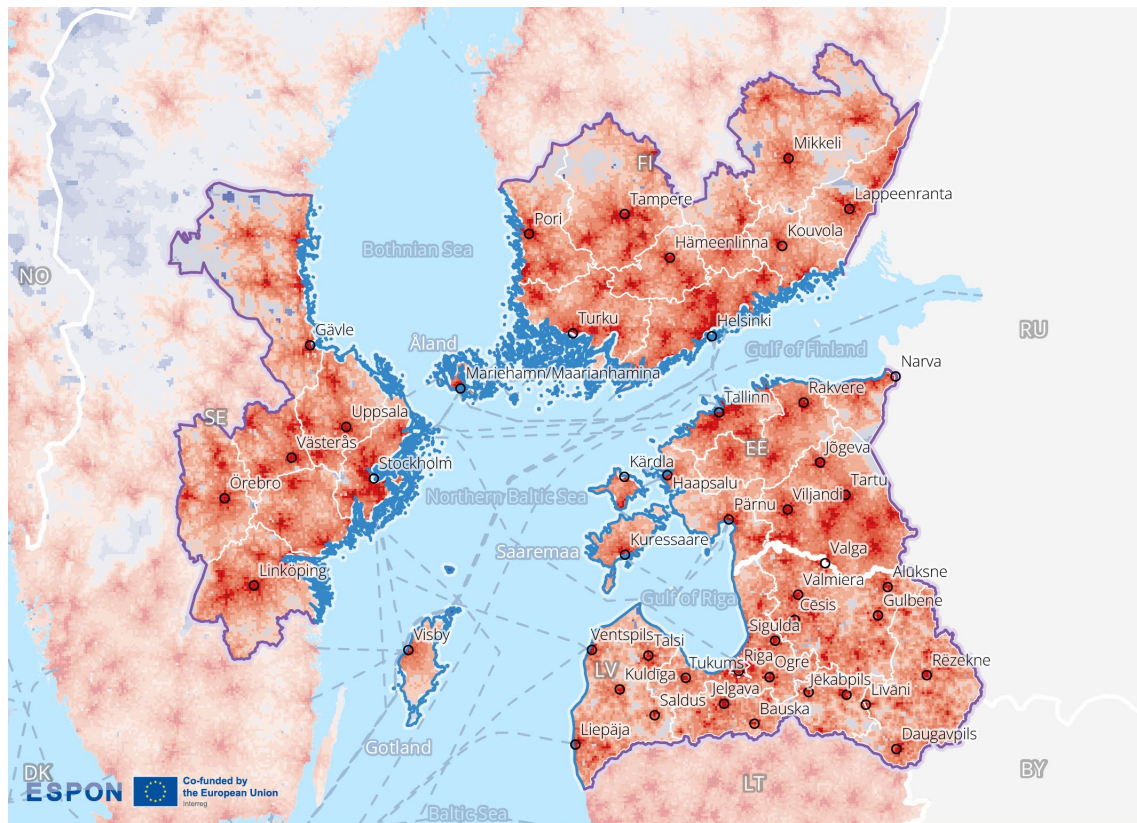 Mikkeli
FI
Lappeenranta
Tampere
Pori
Kouvola
Hämeenlinna
Bothnian Sea
NO
Turku
Helsinki
Gävle
RU
Åland
Gulf of Finland
Narva
Mariehamn/Maarianhamina
Rakvere
Tallinn
Uppsala
SE
Västerås
EE
Jõgeva
Stockholm
Kärdla
Örebro
Haapsalu
Tartu
Viljandi
Northern Baltic Sea
Pärnu
Kuressaare
Saaremaa
Valga
Linköping
Valmiera
Alūksne
Gulf of Riga
Cēsis
Gulbene
Sigulda
Visby
Ventspils
Talsi
Rīga
Ogre
Rēzekne
LV
Tukums
Kuldīga
Jēkabpils
Jelgava
Līvāni
Saldus
Bauska
Liepāja
Daugavpils
Gotland
DK
LT
BY
ESPON
Co-funded by
the European Union
Interreg
Baltic Sea